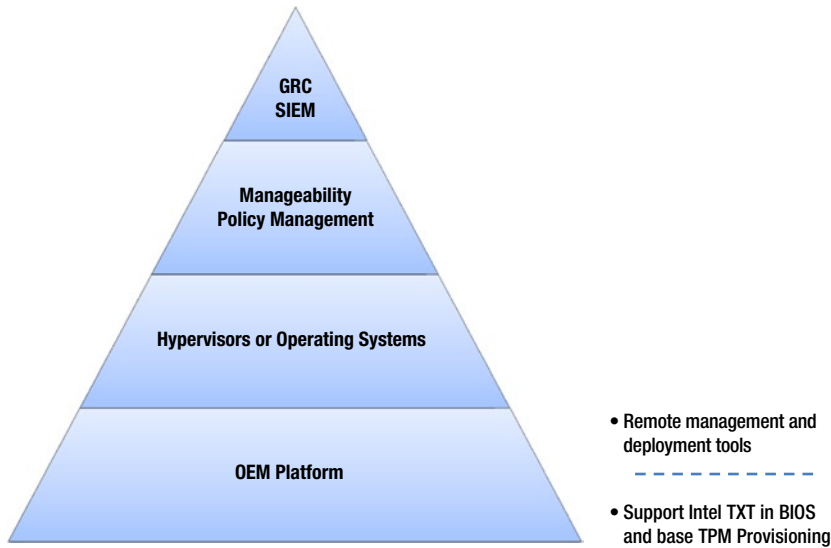 GRC
SIEM
Manageability
Policy Management
Hypervisors or Operating Systems
OEM Platform
• Remote management and
deployment tools
• Support Intel TXT in BIOS
and base TPM Provisioning